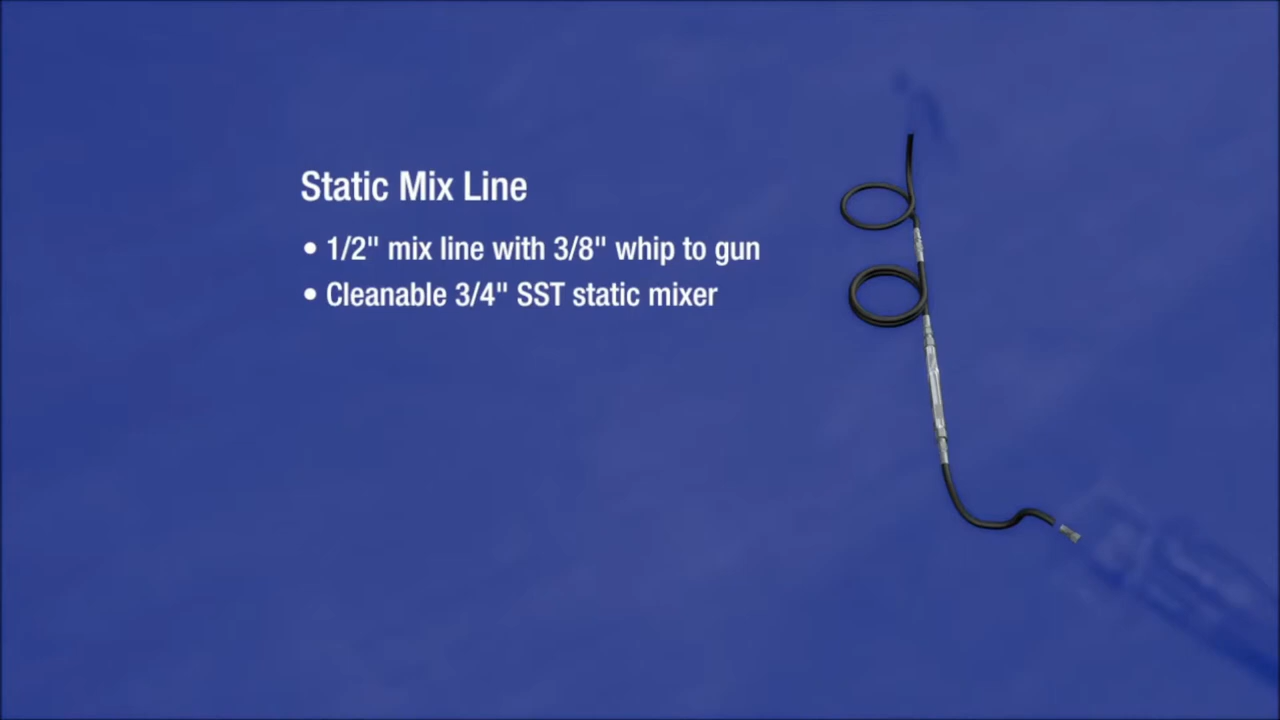 Static Mix Line
• 1/2" mix line with 3/8" whip to gun
• Cleanable 3/4" SST static mixer